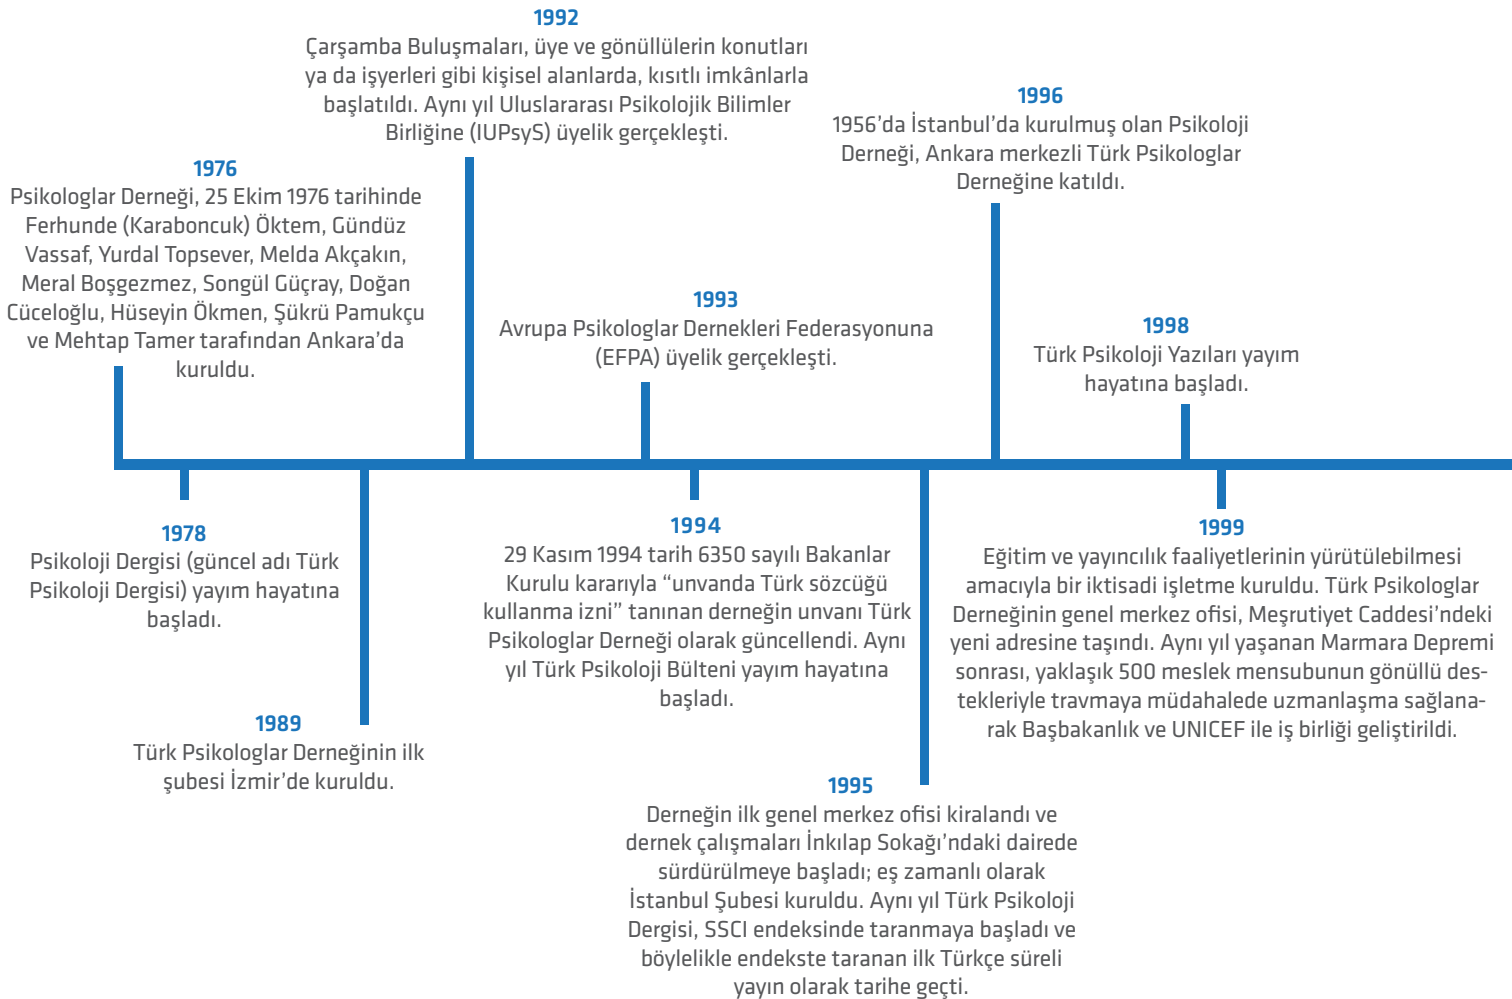 1992
Çarşamba Buluşmaları, üye ve gönüllülerin konutları
ya da işyerleri gibi kişisel alanlarda, kısıtlı imkânlarla
başlatıldı. Aynı yıl Uluslararası Psikolojik Bilimler
Birliğine (IUPsyS) üyelik gerçekleşti.
1996
1956’da İstanbul’da kurulmuş olan Psikoloji
Derneği, Ankara merkezli Türk Psikologlar
Derneğine katıldı.
1976
Psikologlar Derneği, 25 Ekim 1976 tarihinde
Ferhunde (Karaboncuk) Öktem, Gündüz
Vassaf, Yurdal Topsever, Melda Akçakın,
Meral Boşgezmez, Songül Güçray, Doğan
Cüceloğlu, Hüseyin Ökmen, Şükrü Pamukçu
ve Mehtap Tamer tarafından Ankara’da
kuruldu.
1993
Avrupa Psikologlar Dernekleri Federasyonuna
(EFPA) üyelik gerçekleşti.
1998
Türk Psikoloji Yazıları yayım
hayatına başladı.
1978
Psikoloji Dergisi (güncel adı Türk
Psikoloji Dergisi) yayım hayatına
başladı.
1989
Türk Psikologlar Derneğinin ilk
şubesi İzmir’de kuruldu.
1994
29 Kasım 1994 tarih 6350 sayılı Bakanlar
Kurulu kararıyla “unvanda Türk sözcüğü
kullanma izni” tanınan derneğin unvanı Türk
Psikologlar Derneği olarak güncellendi. Aynı
yıl Türk Psikoloji Bülteni yayım hayatına
başladı.
1995
Derneğin ilk genel merkez ofisi kiralandı ve
dernek çalışmaları İnkılap Sokağı’ndaki dairede
sürdürülmeye başladı; eş zamanlı olarak
İstanbul Şubesi kuruldu. Aynı yıl Türk Psikoloji
Dergisi, SSCI endeksinde taranmaya başladı ve
böylelikle endekste taranan ilk Türkçe süreli
yayın olarak tarihe geçti.
1999
Eğitim ve yayıncılık faaliyetlerinin yürütülebilmesi
amacıyla bir iktisadi işletme kuruldu. Türk Psikologlar
Derneğinin genel merkez ofisi, Meşrutiyet Caddesi’ndeki
yeni adresine taşındı. Aynı yıl yaşanan Marmara Depremi
sonrası, yaklaşık 500 meslek mensubunun gönüllü des-
tekleriyle travmaya müdahalede uzmanlaşma sağlana-
rak Başbakanlık ve UNICEF ile iş birliği geliştirildi.